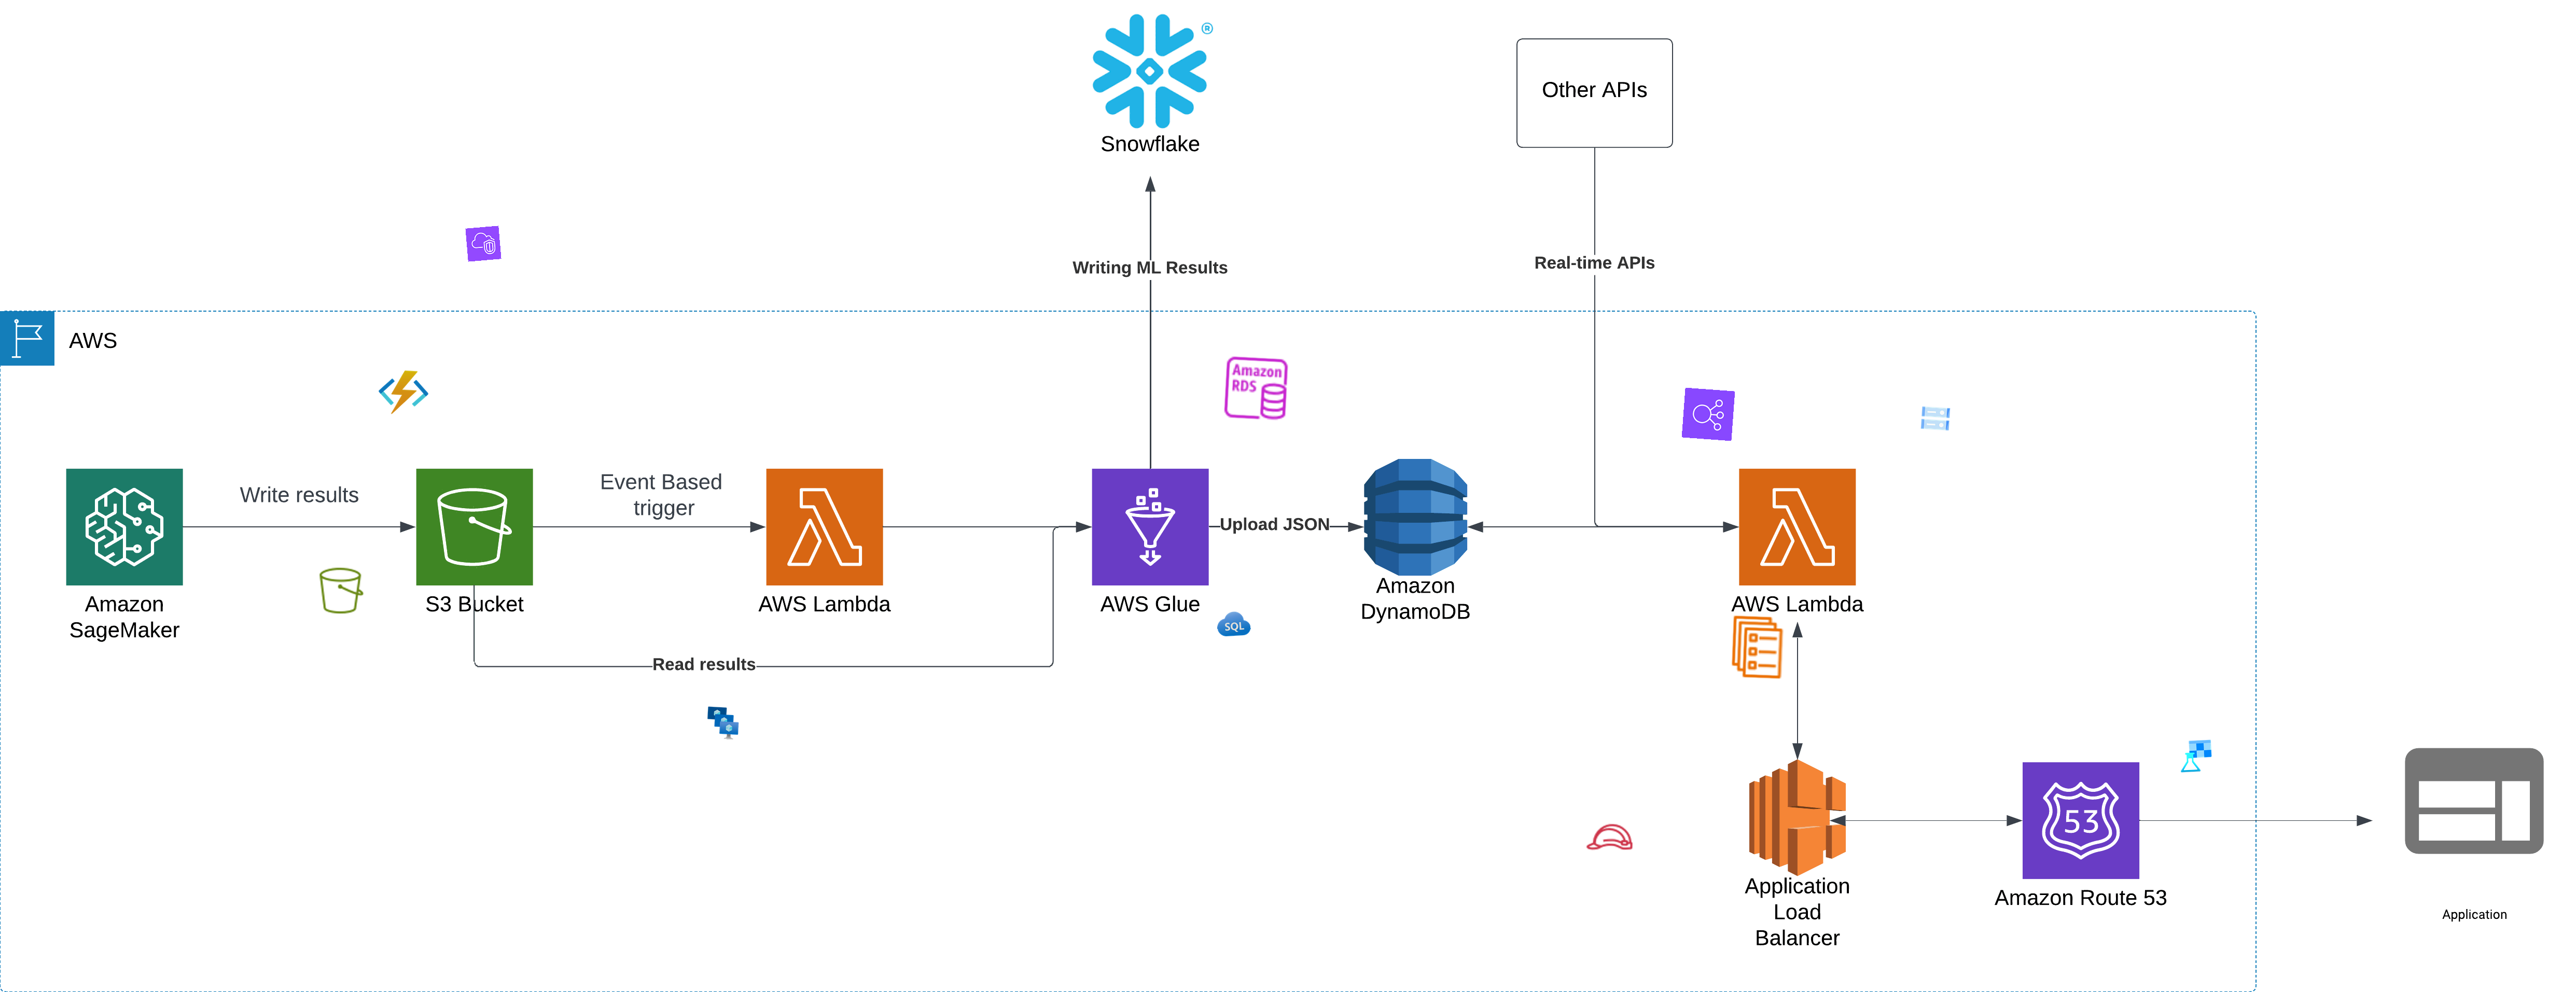 ®
Snowflake
Other APIs
Writing ML Results
Real-time APIs
AWS
Amazon
RDS
Write results
Event Based
trigger
Upload JSON
Amazon
SageMaker
S3 Bucket
AWS Lambda
AWS Glue
SQL
Amazon
DynamoDB
AWS Lambda
Read results
53
Application
Load
Balancer
Amazon Route 53
Application